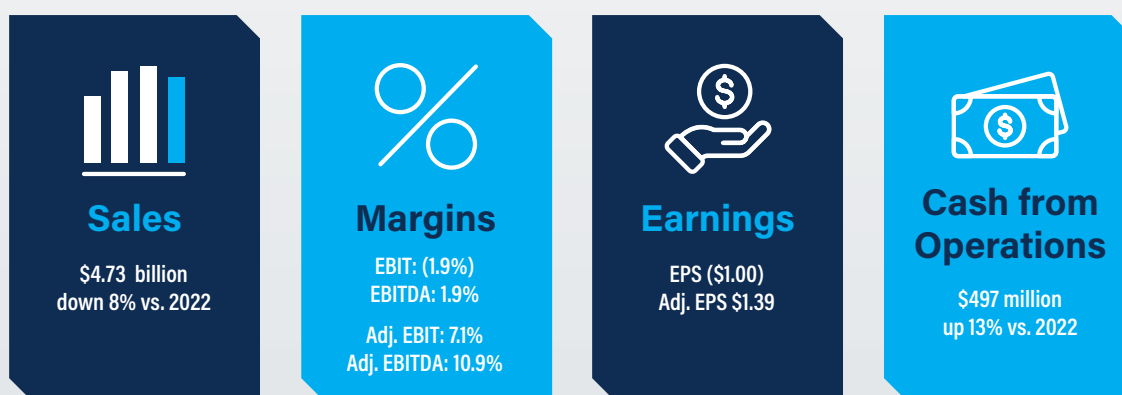 Sales
$4.73 billion
down 8% vs. 2022
Margins
EBIT: (1.9%)
EBITDA: 1.9%
Adj. EBIT: 7.1%
Adj. EBITDA: 10.9%
$
Earnings
EPS ($1.00)
Adj. EPS $1.39
$
Cash from
Operations
$497 million
up 13% vs. 2022